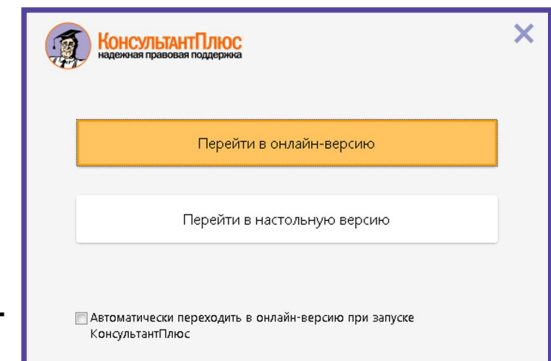 КонсультантПлюс
надежная правовая поддержка
Перейти в онлайн-версию
Перейти в настольную версию
Автоматически переходить в онлайн-версию при запуске
КонсультантПлюс